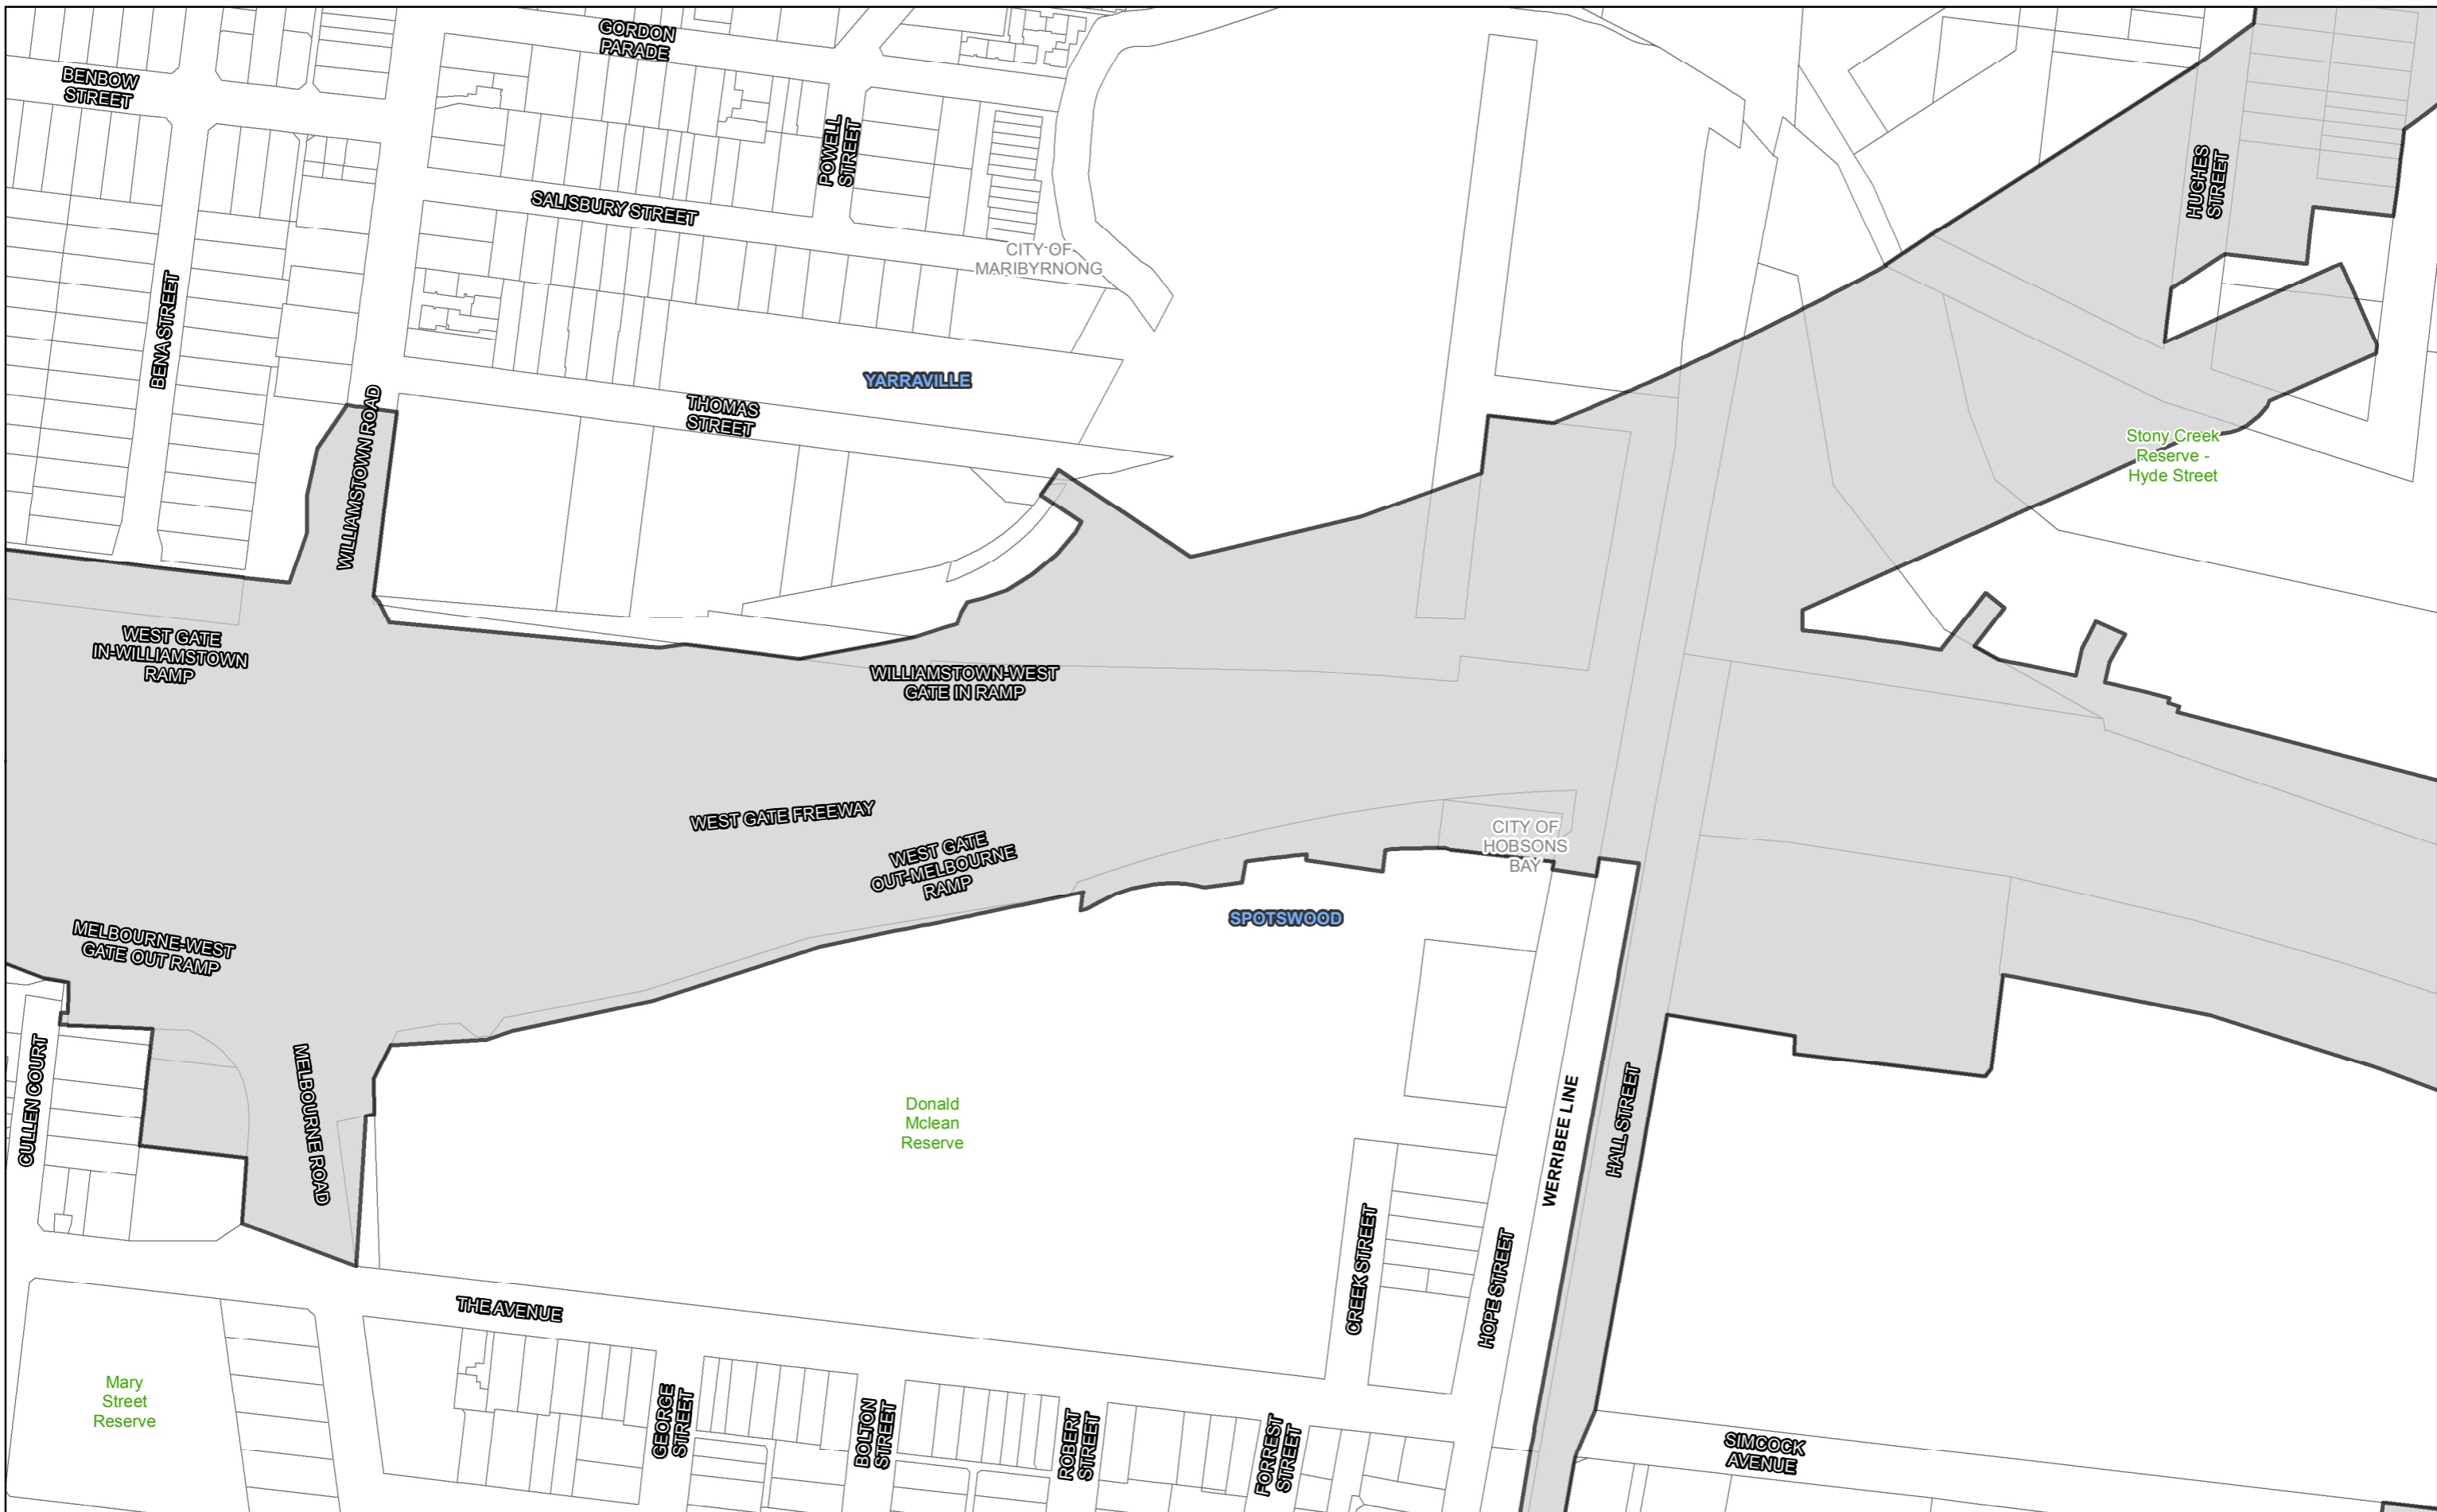 GORDON
PARADE
BENBOW
STREET
POWELL
STREET
HUGHES
STREET
SALISBURY STREET
CITY OF
MARIBYRNONG
BENA STREET
YARRAVILLE
THOMAS
STREET
WILLIAMSTOWN ROAD
Stony Creek
Reserve -
Hyde Street
WEST GATE
IN-WILLIAMSTOWN
RAMP
WILLIAMSTOWN-WEST
GATE IN RAMP
WEST GATE FREEWAY
WEST GATE
OUT-MELBOURNE
RAMP
CITY OF
HOBSONS
BAY
SPOTSWOOD
MELBOURNE-WEST
GATE OUT RAMP
CULLEN COURT
MELBOURNE ROAD
Donald
Mclean
Reserve
WERRIBEE LINE
HALL STREET
CREEK STREET
HOPE STREET
THE AVENUE
Mary
Street
Reserve
GEORGE
STREET
BOLTON
STREET
ROBERT
STREET
FORREST
STREET
SIMCOCK
AVENUE